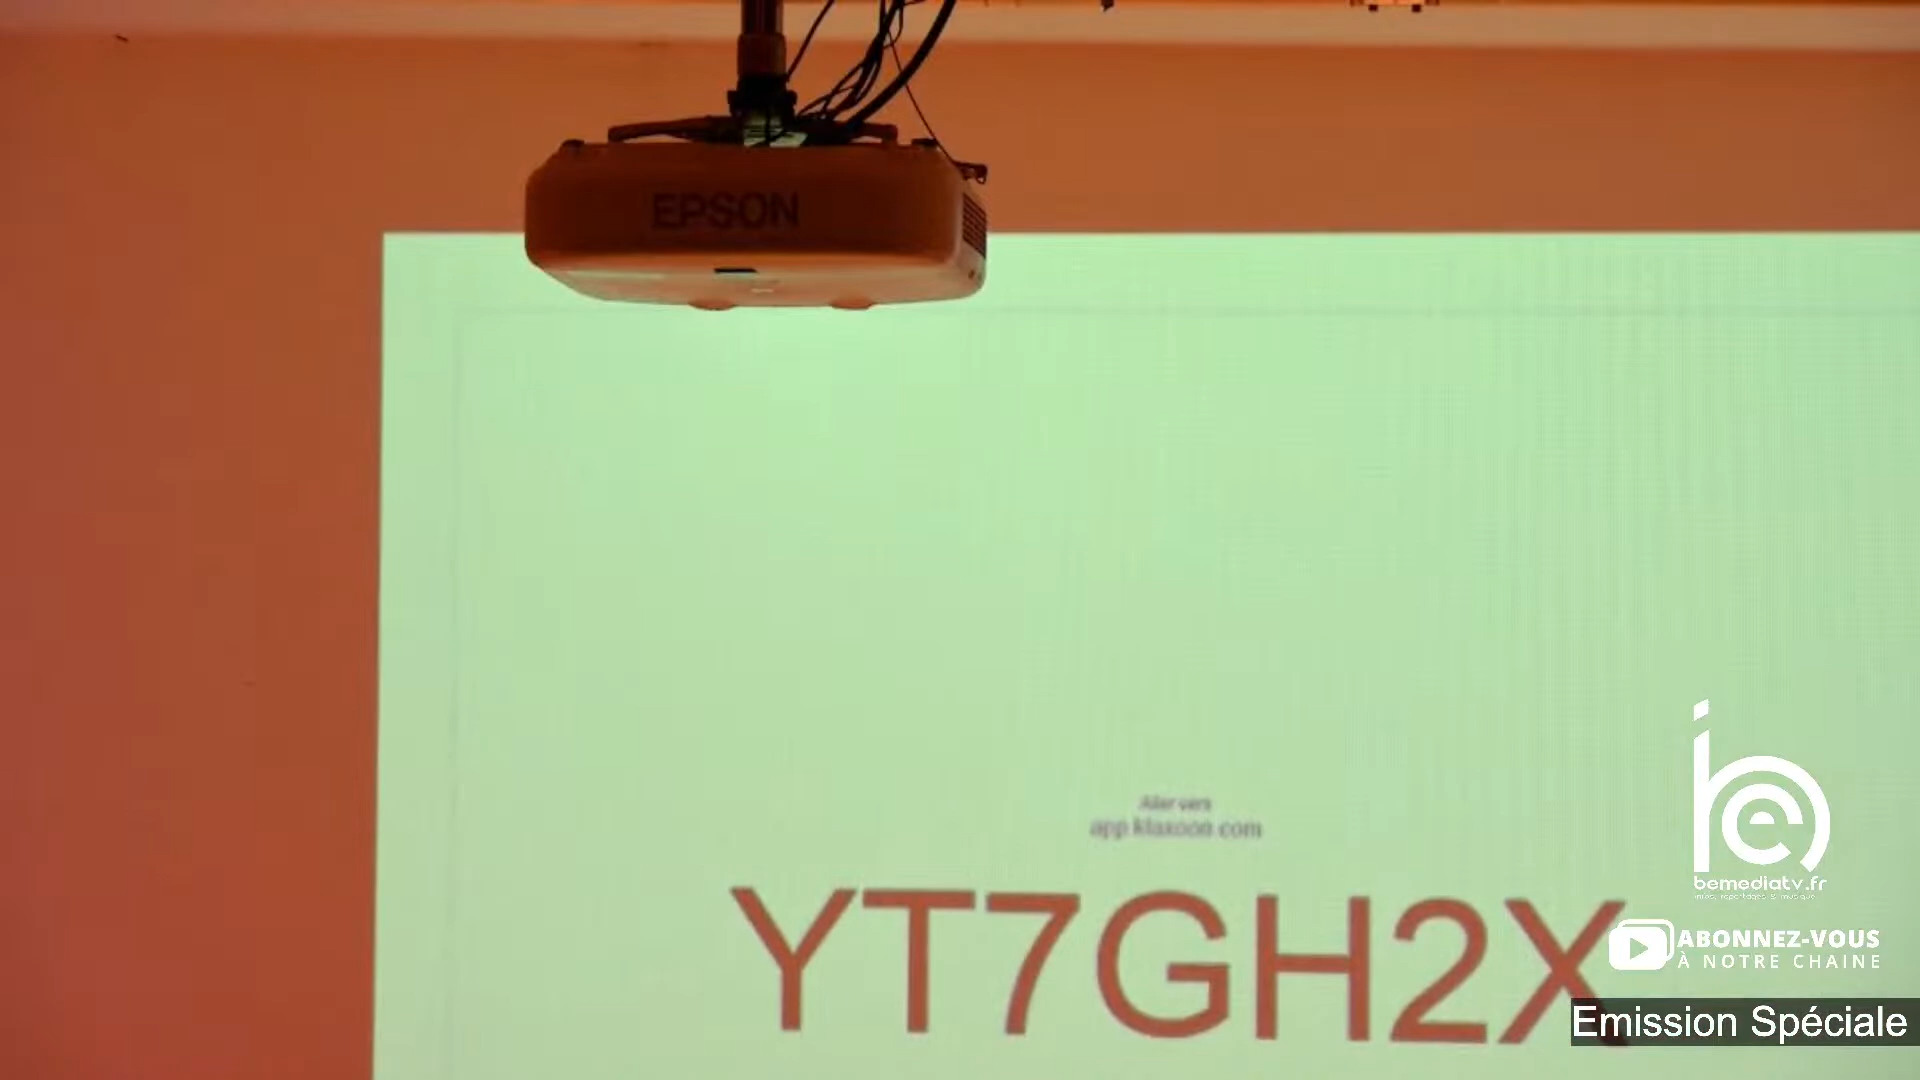 EPSON
Aller vers
app.klaxoon.com
YT7GH2X
bemediatv.fr
ABONNEZ-VOUS
À NOTRE CHAINE
Emission Spéciale